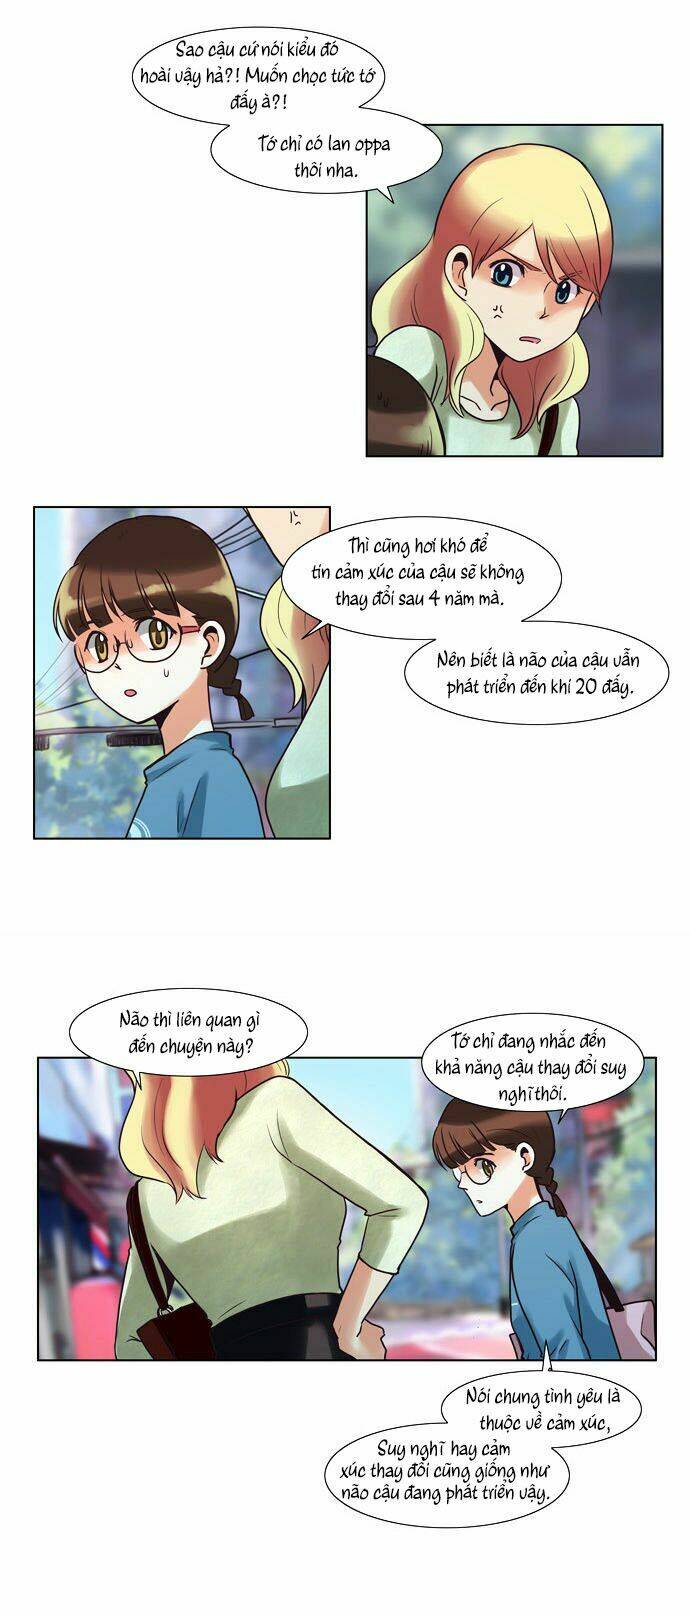 Sao cậu cứ nói kiểu đó
hoài vậy hả?! Muốn chọc tức tớ
đấy à?!
Tớ chỉ có Ian oppa
thôi nha.
Thì cũng hơi khó để
tin cảm xúc của cậu sẽ không
thay đổi sau 4 năm mà.
Nên biết là não của cậu vẫn
phát triển đến khi 20 đấy.
Não thì liên quan gì
đến chuyện này?
Tớ chỉ đang nhắc đến
khả năng cậu thay đổi suy
nghĩ thôi.
Nói chung tình yêu là
thuộc về cảm xúc,
Suy nghĩ hay cảm
xúc thay đổi cũng giống như
não cậu đang phát triển vậy.